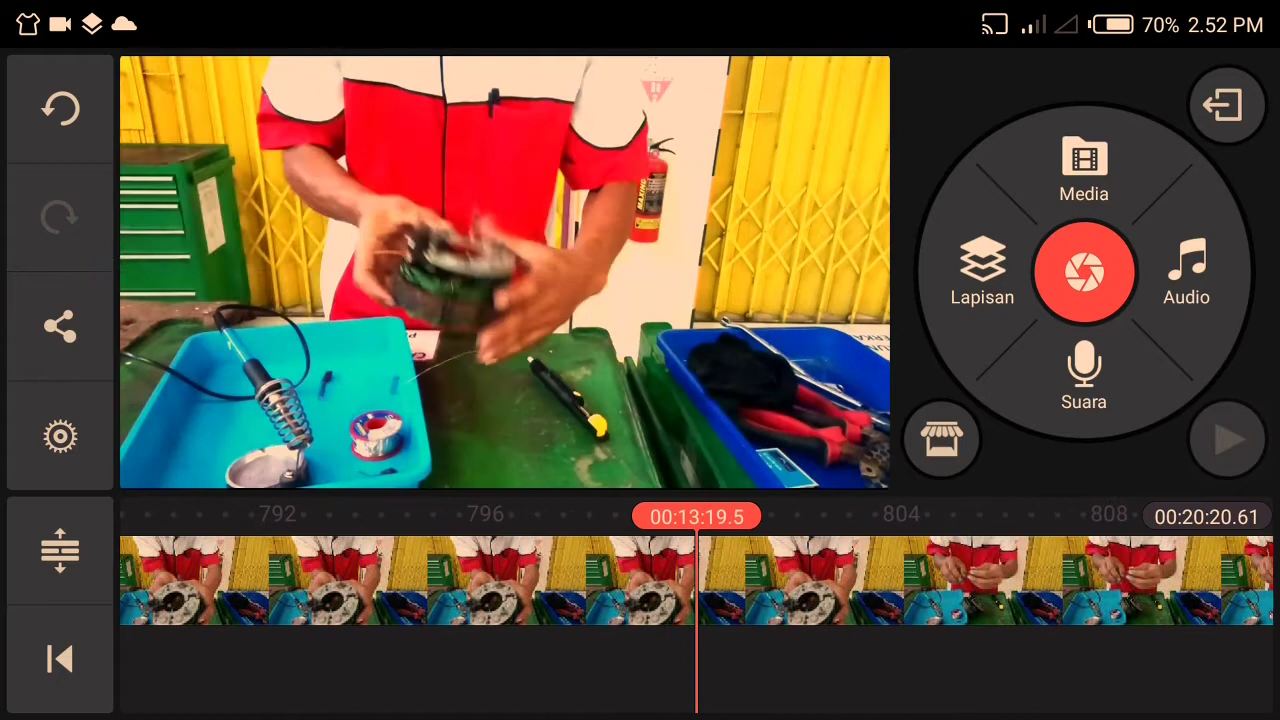 70% 2.52 PM
Media
Lapisan
Audio
Suara
MAXING
792
796
00:13:19.5
804
808
00:20:20.61